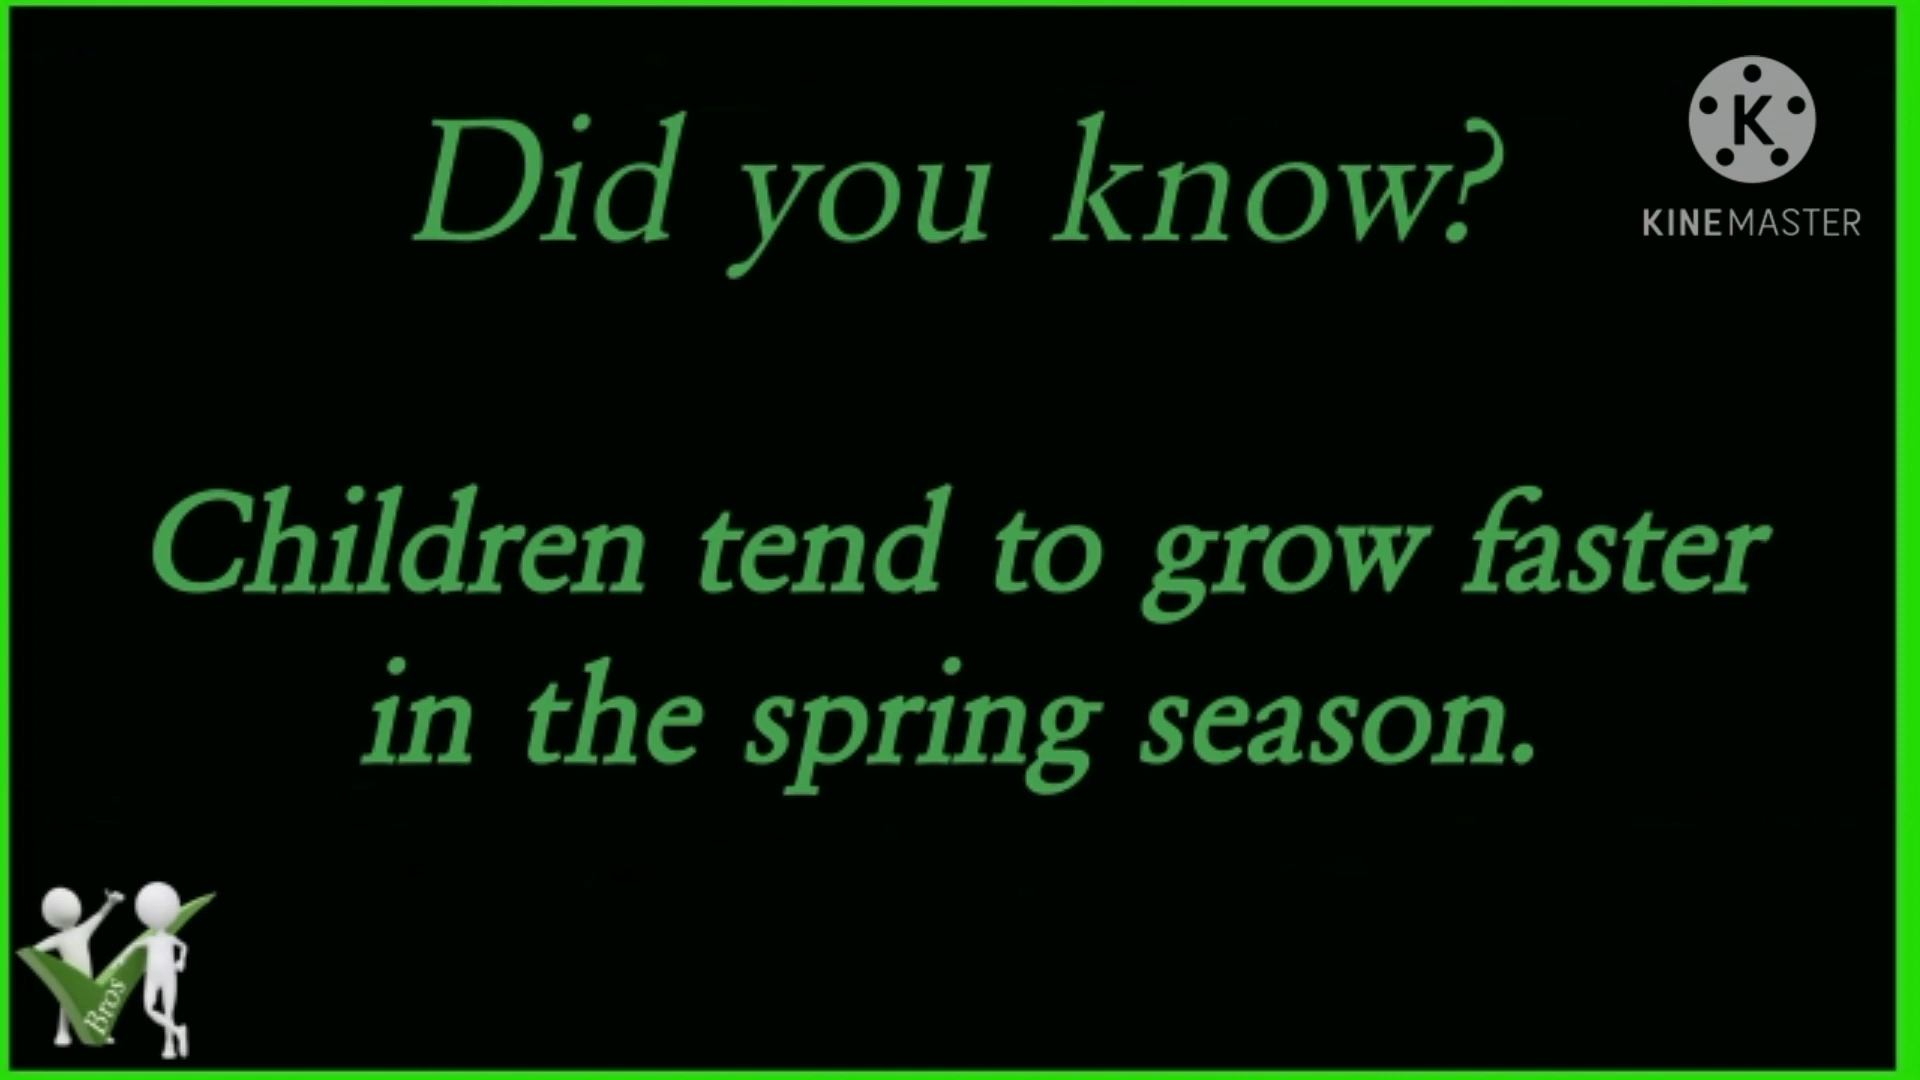 Did you know?
KINEMASTER
Children tend to grow faster
in the spring season.
Bros